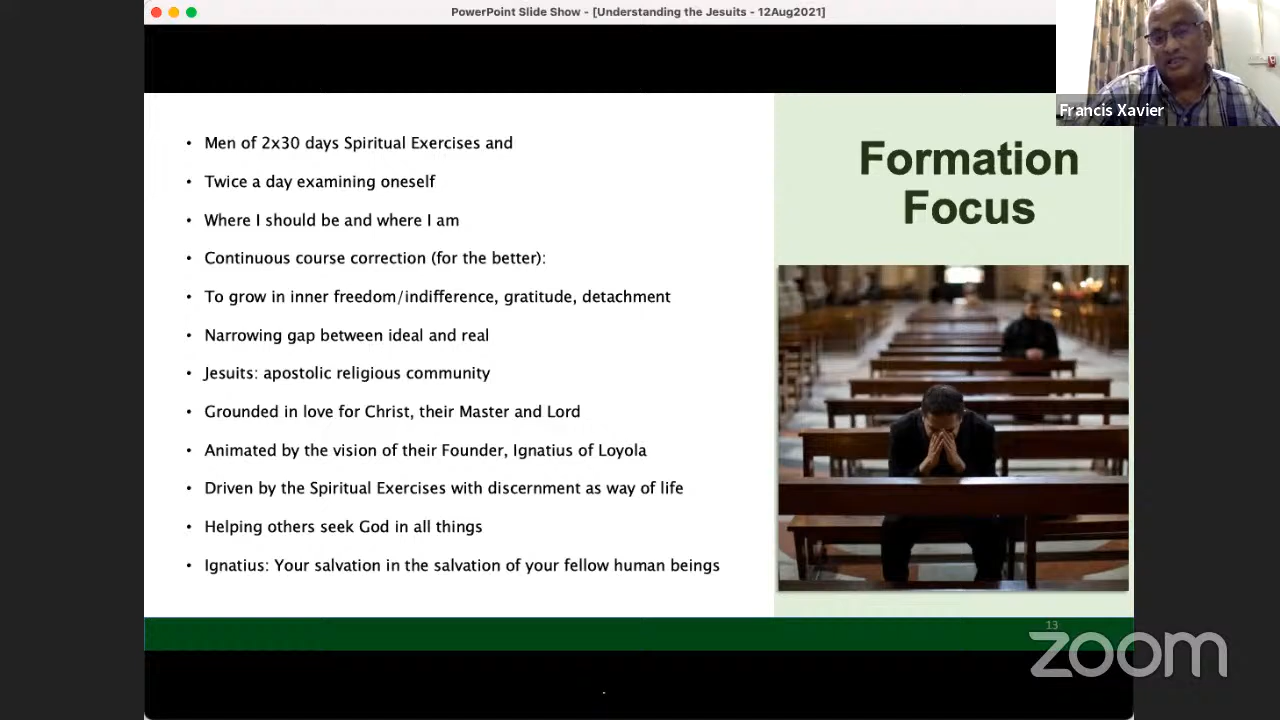 PowerPoint Slide Show - [Understanding the Jesuits - 12Aug2021]
Francis Xavier
• Men of 2x30 days Spiritual Exercises and
• Twice a day examining oneself
• Where I should be and where I am
• Continuous course correction (for the better):
• To grow in inner freedom/indifference, gratitude, detachment
• Narrowing gap between ideal and real
• Jesuits: apostolic religious community
• Grounded in love for Christ, their Master and Lord
• Animated by the vision of their Founder, Ignatius of Loyola
• Driven by the Spiritual Exercises with discernment as way of life
• Helping others seek God in all things
• Ignatius: Your salvation in the salvation of your fellow human beings
Formation
Focus
13
zoom